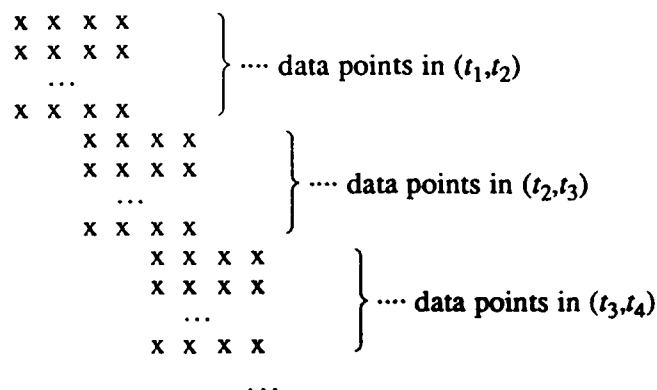 x x x x
x x x x
...
x x x x
.... data points in (t₁,t₂)
x x x x
x x x x
...
x x x x
.... data points in (t₂,t₃)
x x x x
x x x x
...
x x x x
.... data points in (t₃,t₄)
...